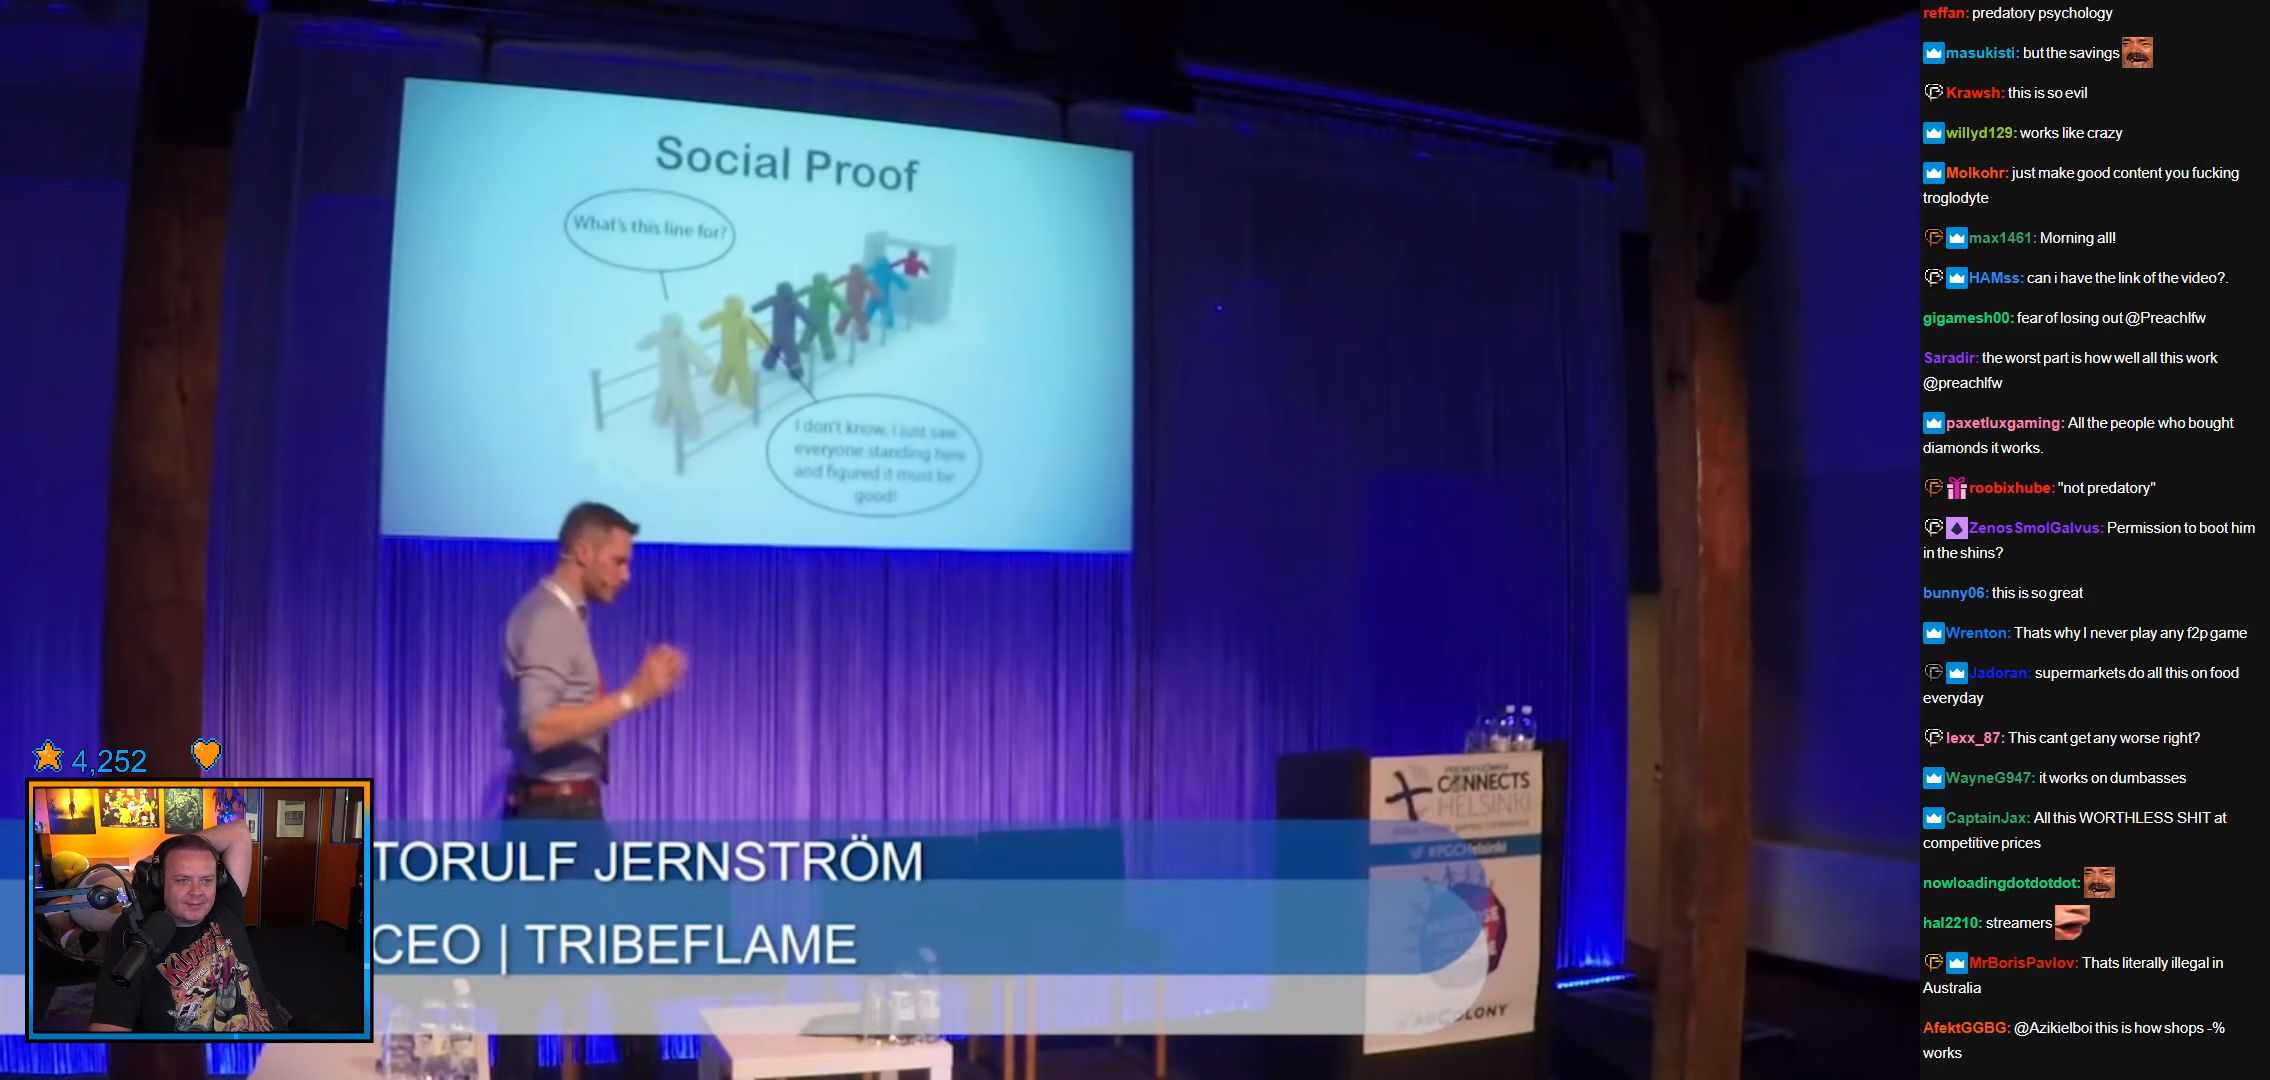 Social Proof
What's this line for?
I don't know, I just saw
everyone standing here
and figured it must be
good!
CONNECTS
HELSINKI
#PGCHelsinki
ADCOLONY
4,252
TORULF JERNSTRÖM
CEO | TRIBEFLAME
reffan: predatory psychology
masukisti: but the savings
Krawsh: this is so evil
willyd129: works like crazy
Molkohr: just make good content you fucking
troglodyte
max1461: Morning all!
HAMss: can i have the link of the video?.
gigamesh00: fear of losing out @Preachlfw
Saradir: the worst part is how well all this work
@preachlfw
paxetluxgaming: All the people who bought
diamonds it works.
roobixhube: "not predatory"
ZenosSmolGalvus: Permission to boot him
in the shins?
bunny06: this is so great
Wrenton: Thats why I never play any f2p game
Jadoran: supermarkets do all this on food
everyday
lexx_87: This cant get any worse right?
WayneG947: it works on dumbasses
CaptainJax: All this WORTHLESS SHIT at
competitive prices
nowloadingdotdotdot:
hal2210: streamers
MrBorisPavlov: Thats literally illegal in
Australia
AfektGGBG: @Azikielboi this is how shops -%
works